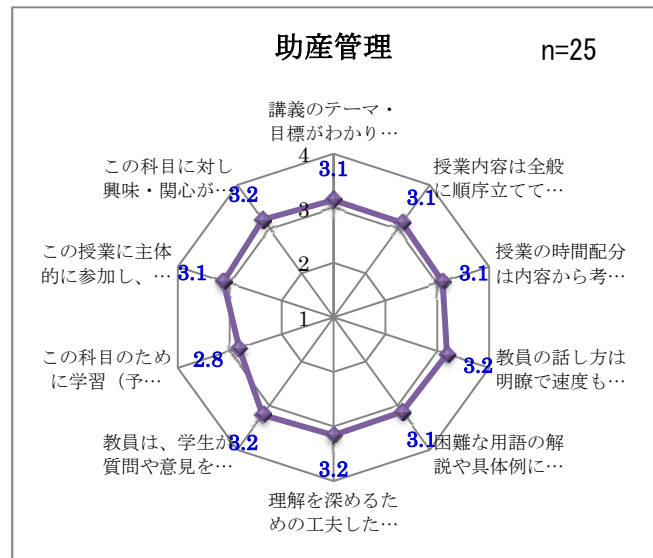 助産管理
n=25
講義のテーマ・
目標がわかり…
4
3.1
授業内容は全般
に順序立てて…
3.1
授業の時間配分
は内容から考…
3.1
教員の話し方は
明瞭で速度も…
3.2
困難な用語の解
説や具体例に…
3.1
理解を深めるた
めの工夫した…
3.2
教員は、学生が
質問や意見を…
3.2
この科目のため
に学習（予…
2.8
この授業に主体
的に参加し、…
3.1
この科目に対し
興味・関心が…
3.2
3
2
1